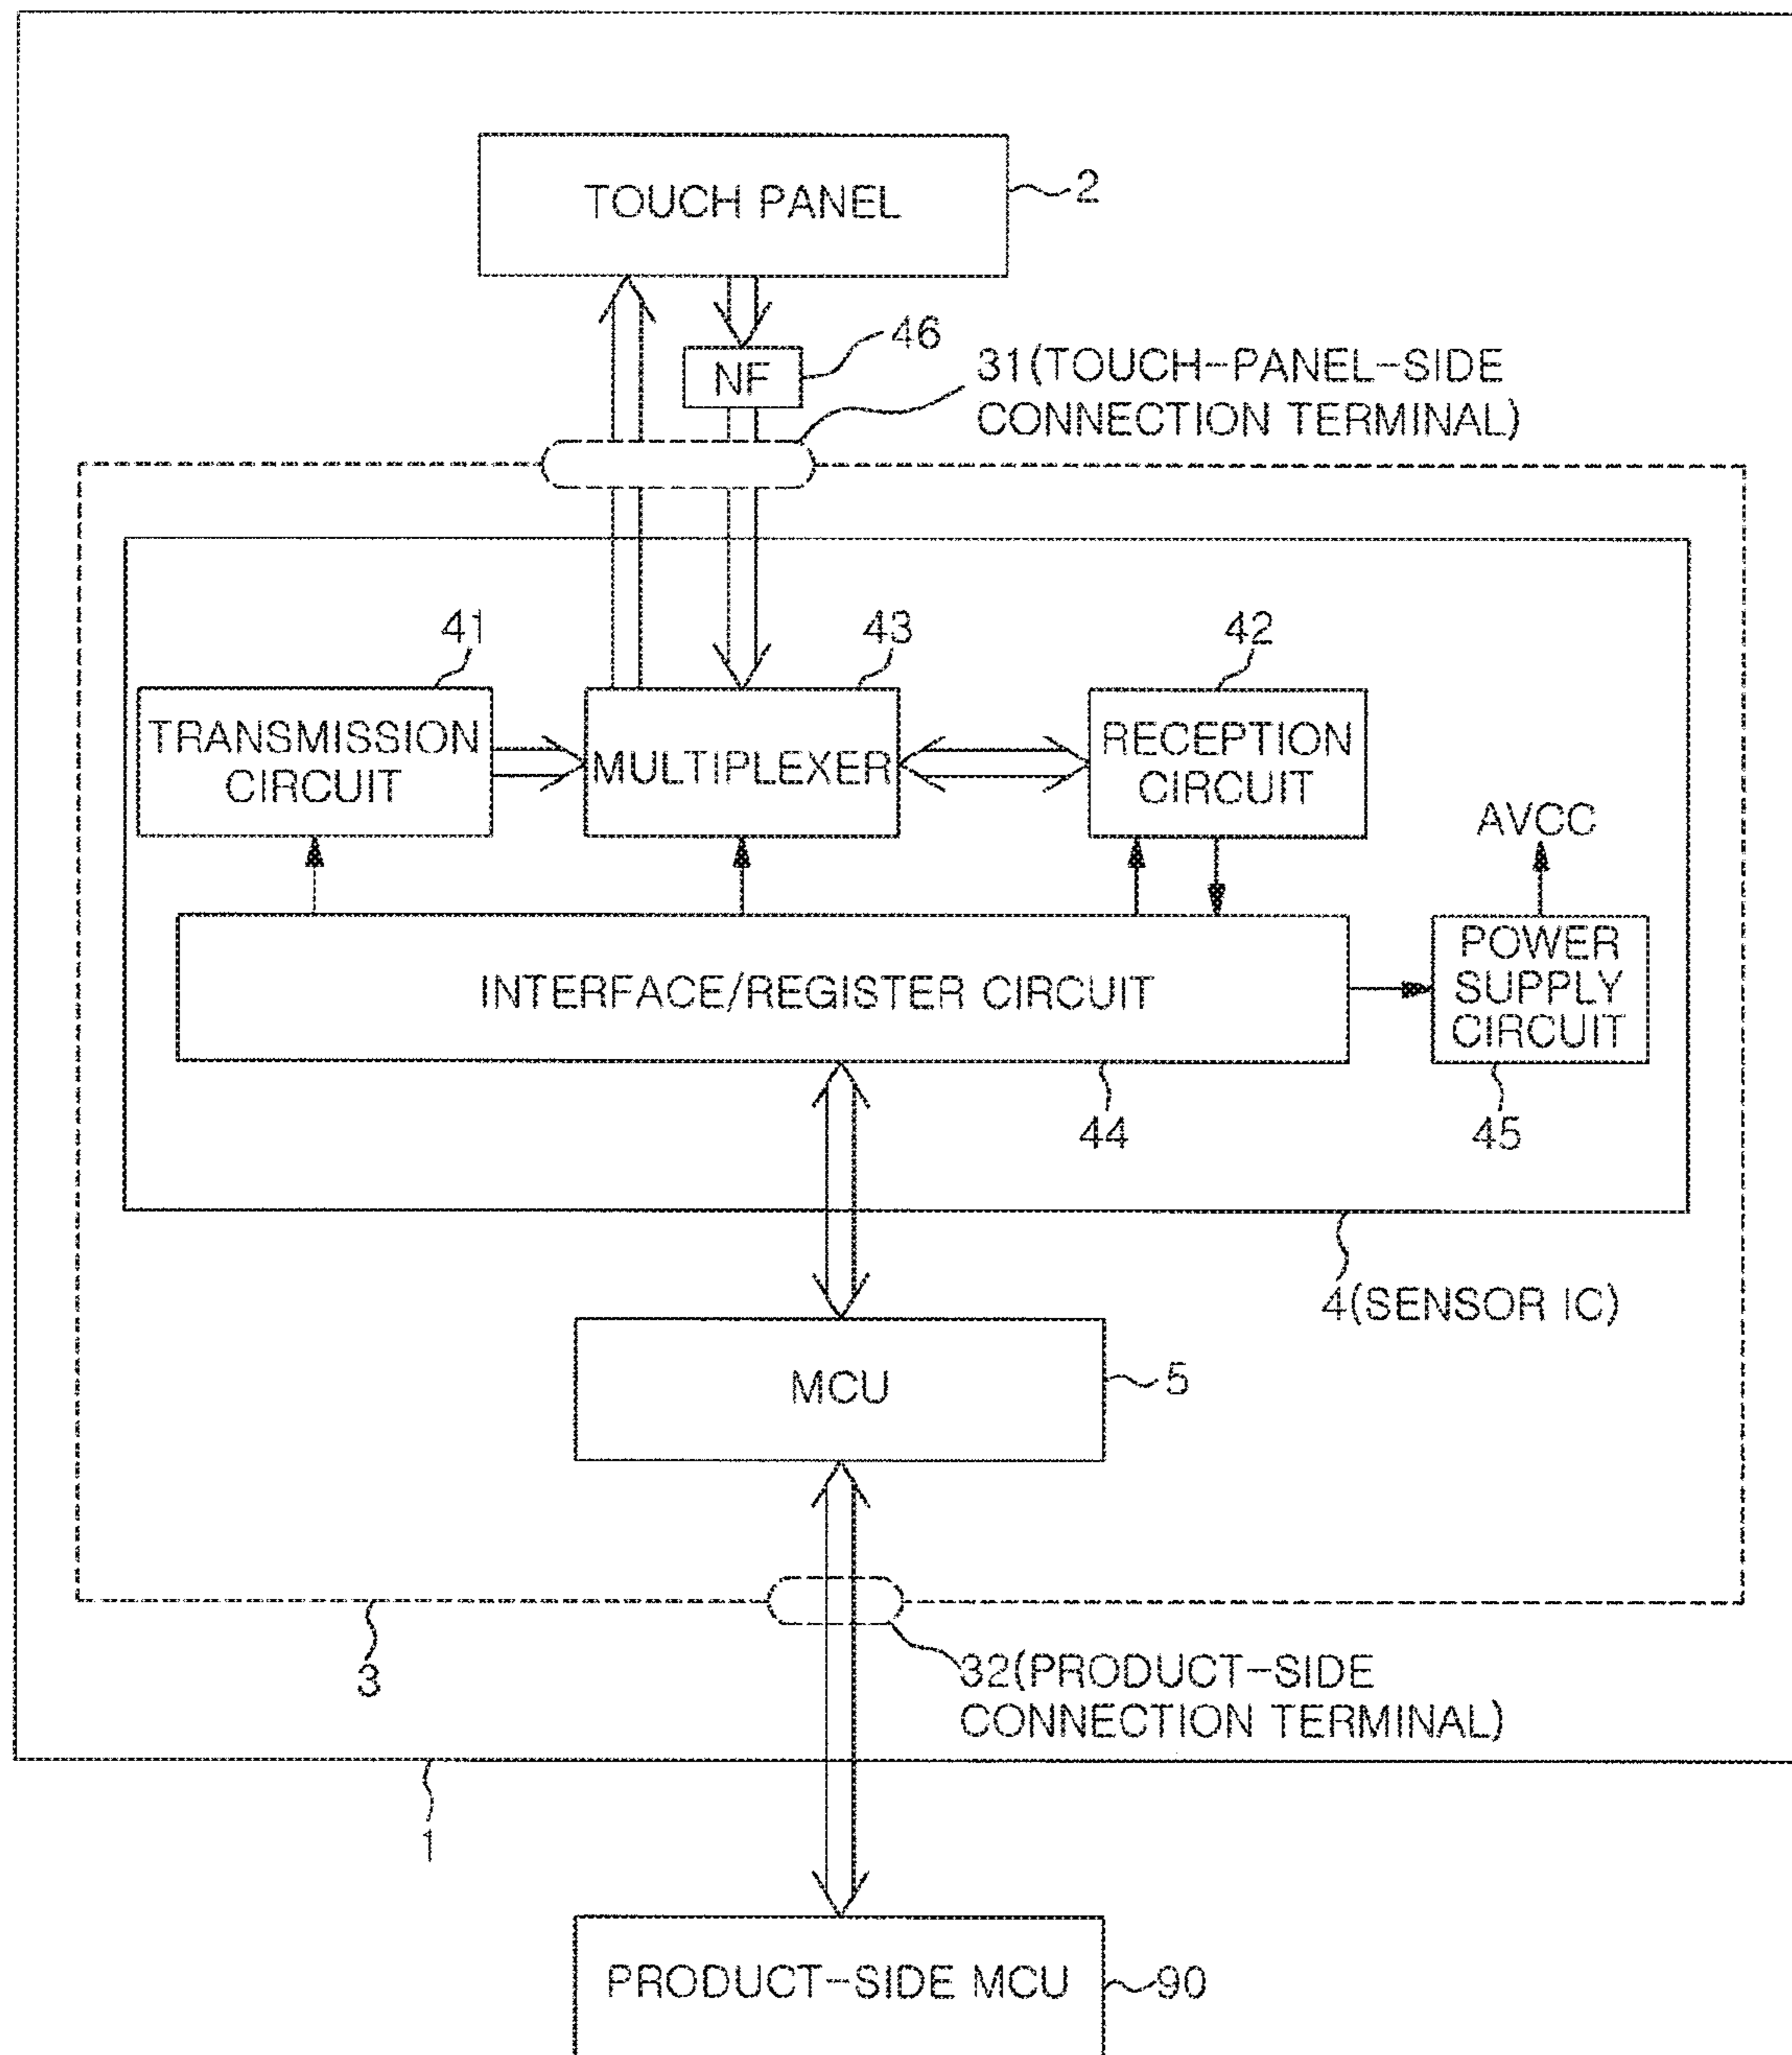 TOUCH PANEL
2
NF
46
31(TOUCH-PANEL-SIDE
CONNECTION TERMINAL)
41
43
42
TRANSMISSION
CIRCUIT
MULTIPLEXER
RECEPTION
CIRCUIT
AVCC
INTERFACE/REGISTER CIRCUIT
POWER
SUPPLY
CIRCUIT
44
45
4(SENSOR IC)
MCU
5
3
32(PRODUCT-SIDE
CONNECTION TERMINAL)
1
PRODUCT-SIDE MCU
90